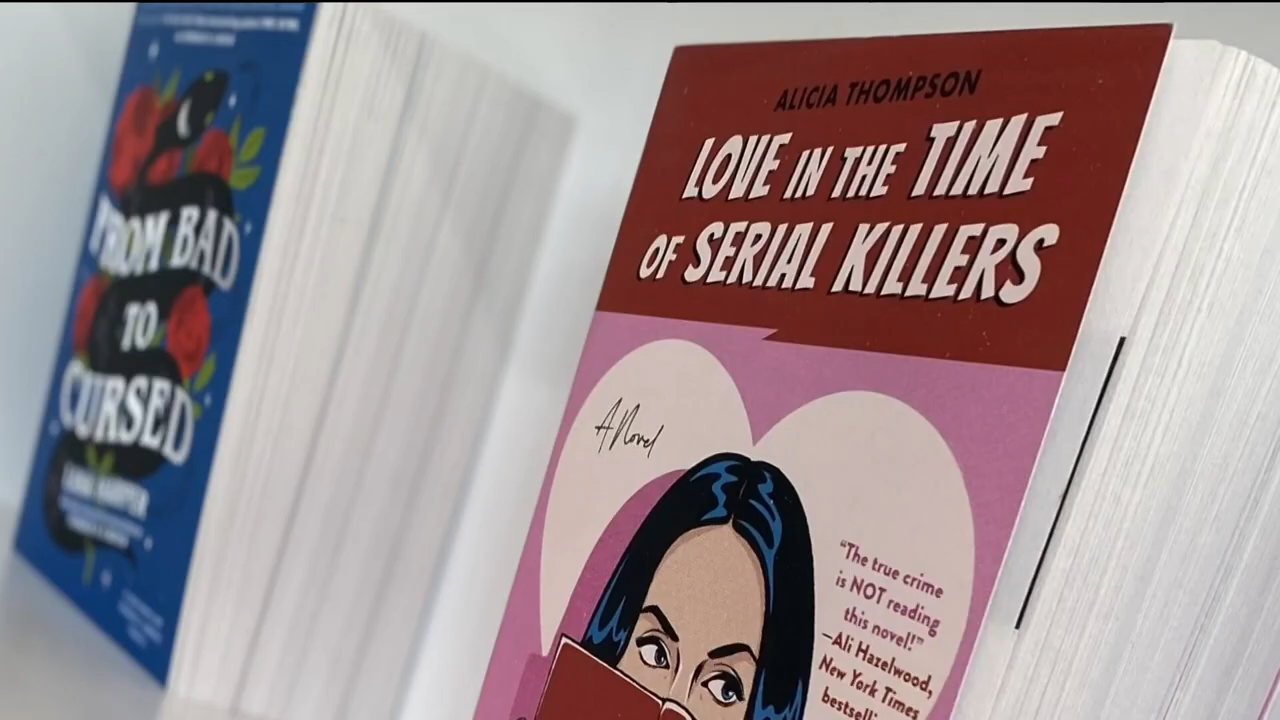 FROM BAD
TO
CURSED
ALICIA THOMPSON
LOVE IN THE TIME
OF SERIAL KILLERS
A Novel
"The true crime
is NOT reading
this novel!"
—Ali Hazelwood,
New York Times